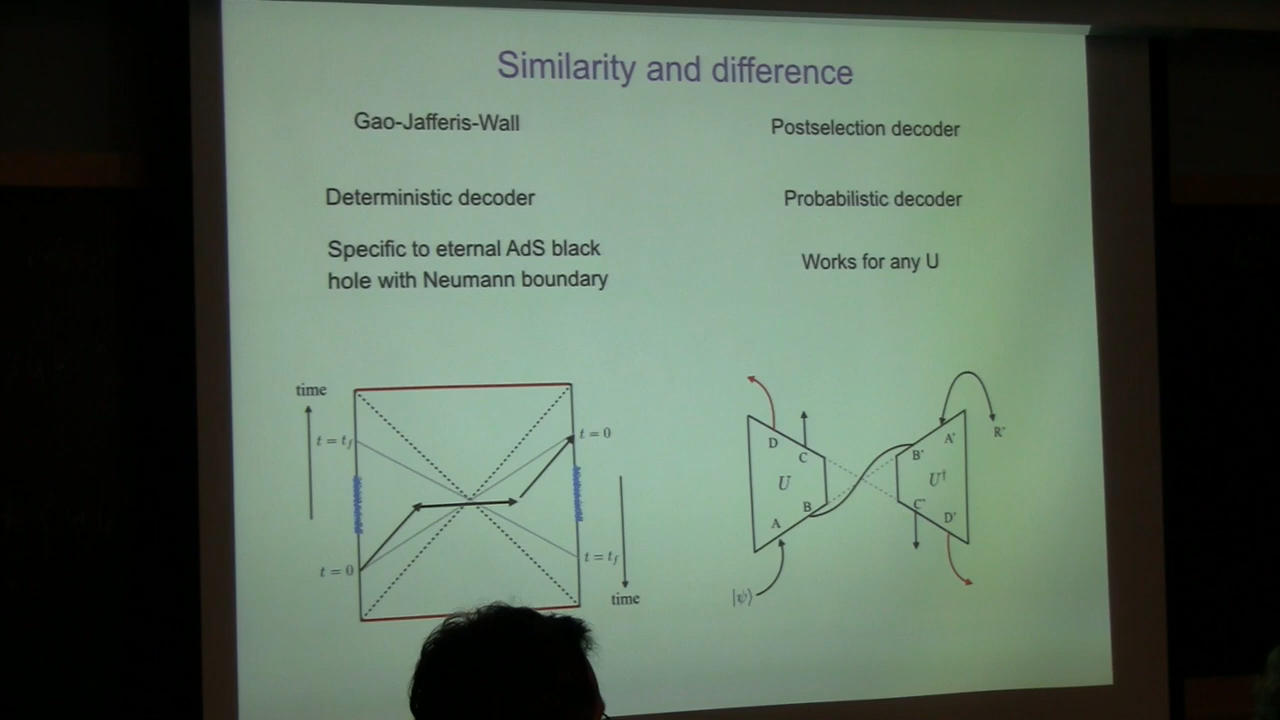 Similarity and difference
Gao-Jafferis-Wall
Postselection decoder
Deterministic decoder
Probabilistic decoder
Specific to eternal AdS black
hole with Neumann boundary
Works for any U
time
t = t_f
t = 0
t = 0
t = t_f
time
D
C
U
B
A
|ψ⟩
A'
B'
U†
C'
D'
R'